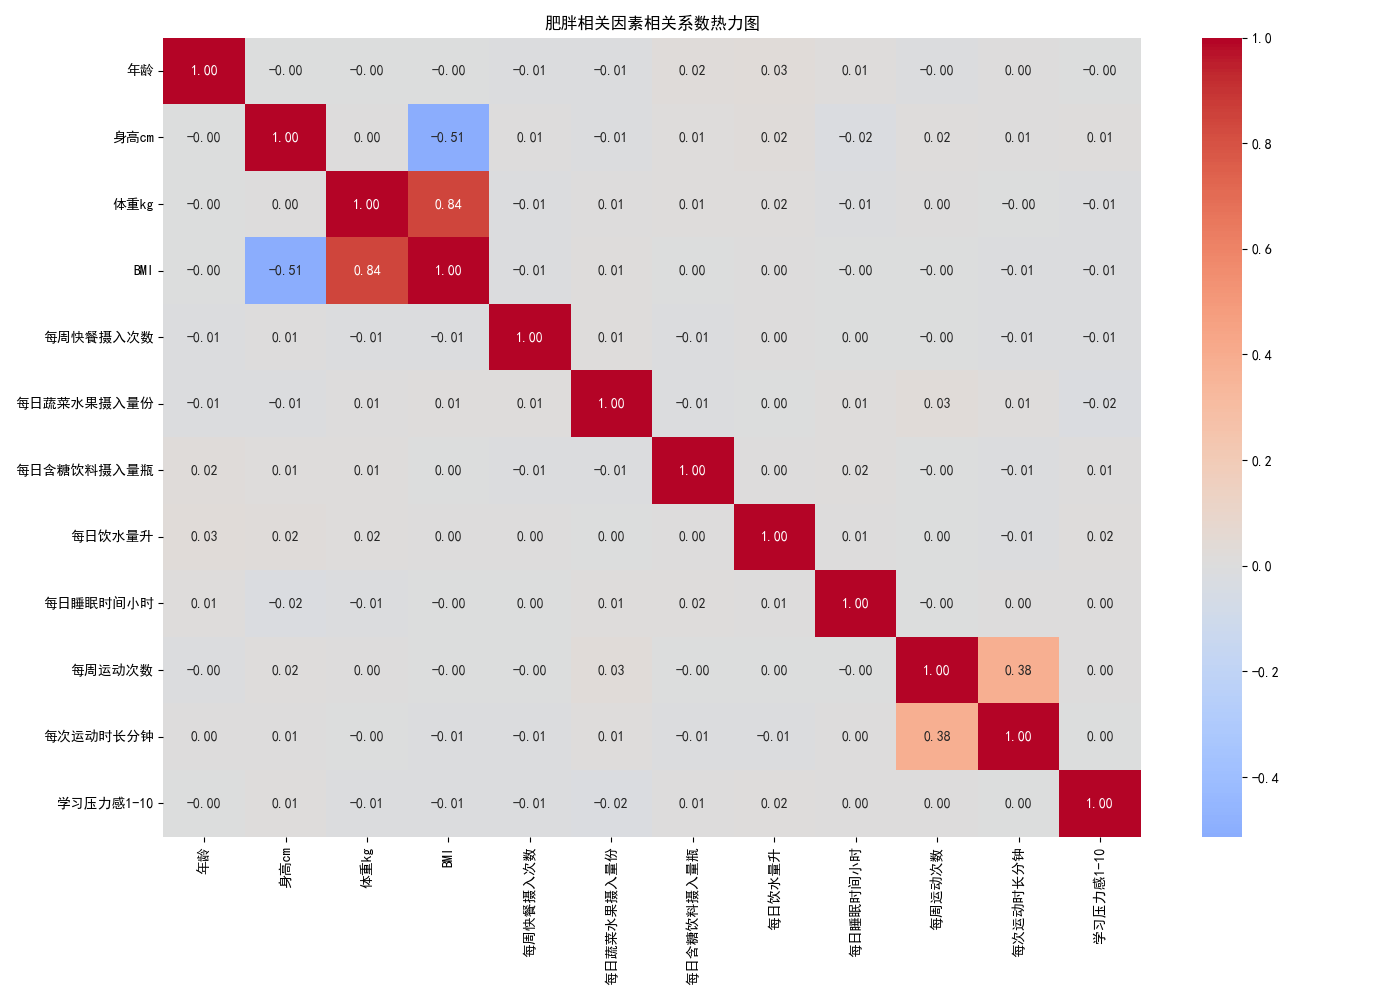 肥胖相关因素相关系数热力图
年龄 1.00 -0.00 -0.00 -0.00 -0.01 -0.01 0.02 0.03 0.01 -0.00 0.00 -0.00
身高cm -0.00 1.00 0.00 -0.51 0.01 -0.01 0.01 0.02 -0.02 0.02 0.01 0.01
体重kg -0.00 0.00 1.00 0.84 -0.01 0.01 0.01 0.02 -0.01 0.00 -0.00 -0.01
BMI -0.00 -0.51 0.84 1.00 -0.01 0.01 0.00 0.00 -0.00 -0.00 -0.01 -0.01
每周快餐摄入次数 -0.01 0.01 -0.01 -0.01 1.00 0.01 -0.01 0.00 0.00 -0.00 -0.01 -0.01
每日蔬菜水果摄入量份 -0.01 -0.01 0.01 0.01 0.01 1.00 -0.01 0.00 0.01 0.03 0.01 -0.02
每日含糖饮料摄入量瓶 0.02 0.01 0.01 0.00 -0.01 -0.01 1.00 0.00 0.02 -0.00 -0.01 0.01
每日饮水量升 0.03 0.02 0.02 0.00 0.00 0.00 0.00 1.00 0.01 0.00 -0.01 0.02
每日睡眠时间小时 0.01 -0.02 -0.01 -0.00 0.00 0.01 0.02 0.01 1.00 -0.00 0.00 0.00
每周运动次数 -0.00 0.02 0.00 -0.00 -0.00 0.03 -0.00 0.00 -0.00 1.00 0.38 0.00
每次运动时长分钟 0.00 0.01 -0.00 -0.01 -0.01 0.01 -0.01 -0.01 0.00 0.38 1.00 0.00
学习压力感1-10 -0.00 0.01 -0.01 -0.01 -0.01 -0.02 0.01 0.02 0.00 0.00 0.00 1.00
年龄
身高cm
体重kg
BMI
每周快餐摄入次数
每日蔬菜水果摄入量份
每日含糖饮料摄入量瓶
每日饮水量升
每日睡眠时间小时
每周运动次数
每次运动时长分钟
学习压力感1-10
1.0
0.8
0.6
0.4
0.2
0.0
-0.2
-0.4